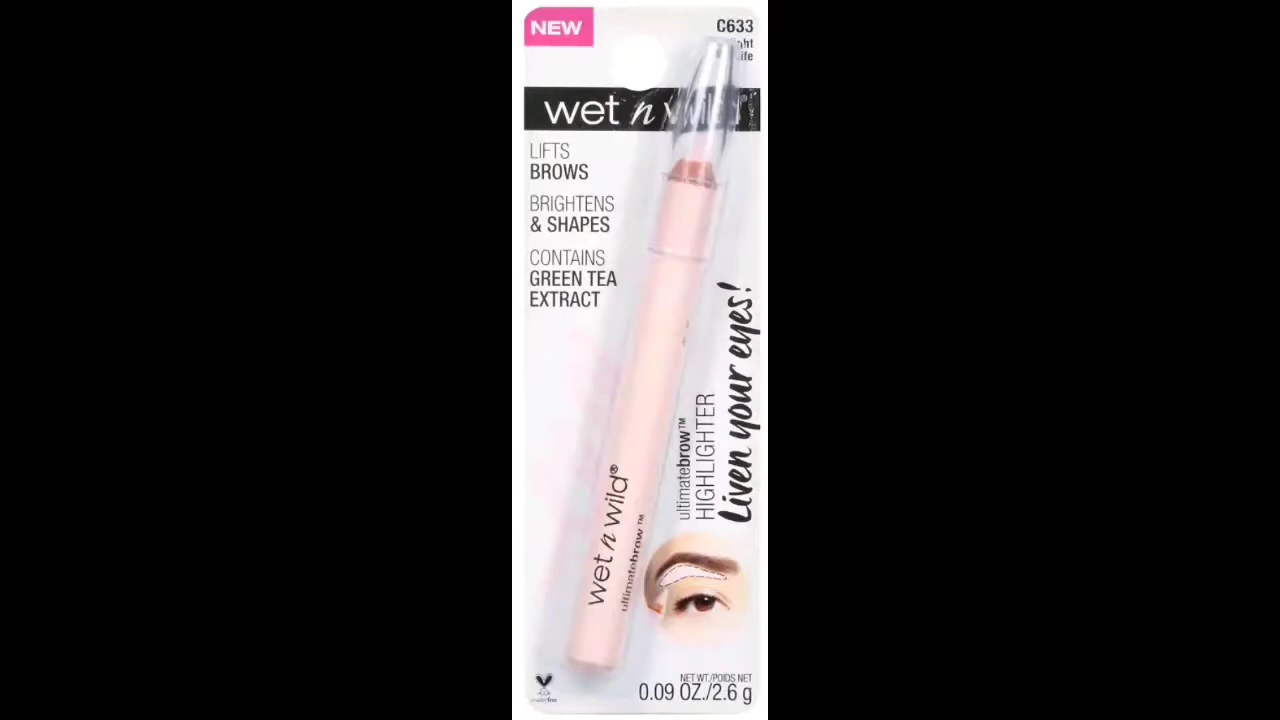 NEW
C633
wet n wild
LIFTS
BROWS
BRIGHTENS
& SHAPES
CONTAINS
GREEN TEA
EXTRACT
Liven your eyes!
ultimatebrow™
HIGHLIGHTER
wet n wild®
ultimatebrow™
NET WT./POIDS NET
0.09 OZ./2.6 g
crueltyfree